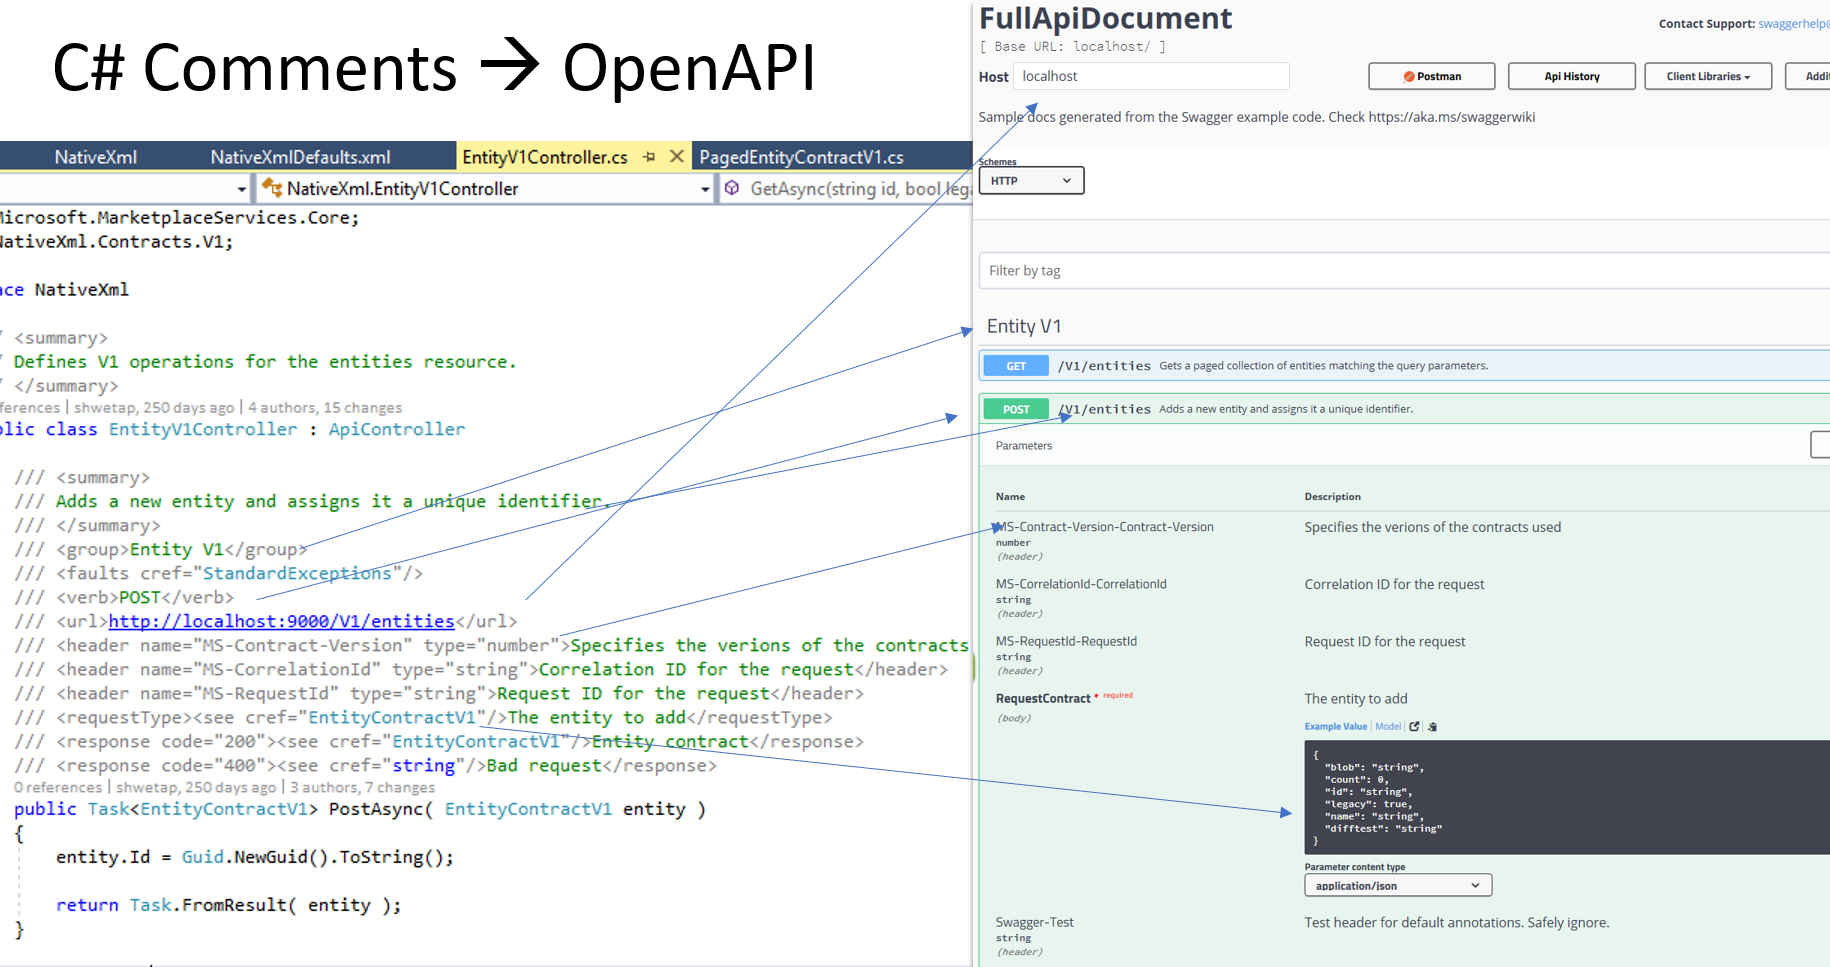 C# Comments → OpenAPI
NativeXml
NativeXmlDefaults.xml
EntityV1Controller.cs
PagedEntityContractV1.cs
NativeXml.EntityV1Controller
GetAsync(string id, bool lega
Microsoft.MarketplaceServices.Core;
NativeXml.Contracts.V1;
ace NativeXml
/ <summary>
/ Defines V1 operations for the entities resource.
/ </summary>
ferences | shwetap, 250 days ago | 4 authors, 15 changes
blic class EntityV1Controller : ApiController
/// <summary>
/// Adds a new entity and assigns it a unique identifier.
/// </summary>
/// <group>Entity V1</group>
/// <faults cref="StandardExceptions"/>
/// <verb>POST</verb>
/// <url>http://localhost:9000/V1/entities</url>
/// <header name="MS-Contract-Version" type="number">Specifies the verions of the contracts
/// <header name="MS-CorrelationId" type="string">Correlation ID for the request</header>
/// <header name="MS-RequestId" type="string">Request ID for the request</header>
/// <requestType><see cref="EntityContractV1"/>The entity to add</requestType>
/// <response code="200"><see cref="EntityContractV1"/>Entity contract</response>
/// <response code="400"><see cref="string"/>Bad request</response>
0 references | shwetap, 250 days ago | 3 authors, 7 changes
public Task<EntityContractV1> PostAsync( EntityContractV1 entity )
{
entity.Id = Guid.NewGuid().ToString();
return Task.FromResult( entity );
}
FullApiDocument
Contact Support: swaggerhelp@
[ Base URL: localhost/ ]
Host localhost
Postman
Api History
Client Libraries
Addi
Sample docs generated from the Swagger example code. Check https://aka.ms/swaggerwiki
Schemes
HTTP
Filter by tag
Entity V1
GET /V1/entities Gets a paged collection of entities matching the query parameters.
POST /V1/entities Adds a new entity and assigns it a unique identifier.
Parameters
Name Description
MS-Contract-Version-Contract-Version Specifies the verions of the contracts used
number
(header)
MS-CorrelationId-CorrelationId Correlation ID for the request
string
(header)
MS-RequestId-RequestId Request ID for the request
string
(header)
RequestContract * required The entity to add
(body)
Example Value | Model
{
"blob": "string",
"count": 0,
"id": "string",
"legacy": true,
"name": "string",
"difftest": "string"
}
Parameter content type
application/json
Swagger-Test Test header for default annotations. Safely ignore.
string
(header)